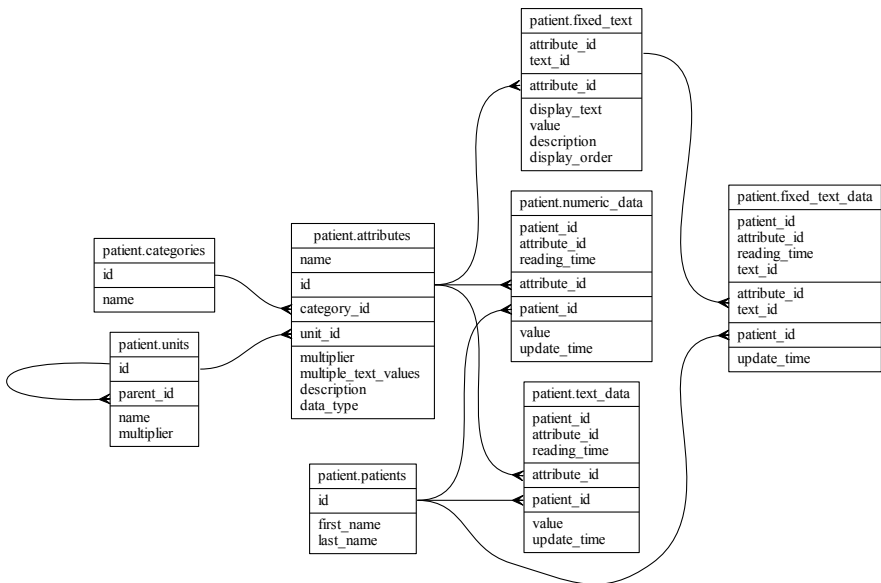 patient.fixed_text
attribute_id
text_id
attribute_id
display_text
value
description
display_order
patient.numeric_data
patient_id
attribute_id
reading_time
attribute_id
patient_id
value
update_time
patient.fixed_text_data
patient_id
attribute_id
reading_time
text_id
attribute_id
text_id
patient_id
update_time
patient.attributes
name
id
category_id
unit_id
multiplier
multiple_text_values
description
data_type
patient.categories
id
name
patient.units
id
parent_id
name
multiplier
patient.text_data
patient_id
attribute_id
reading_time
attribute_id
patient_id
value
update_time
patient.patients
id
first_name
last_name